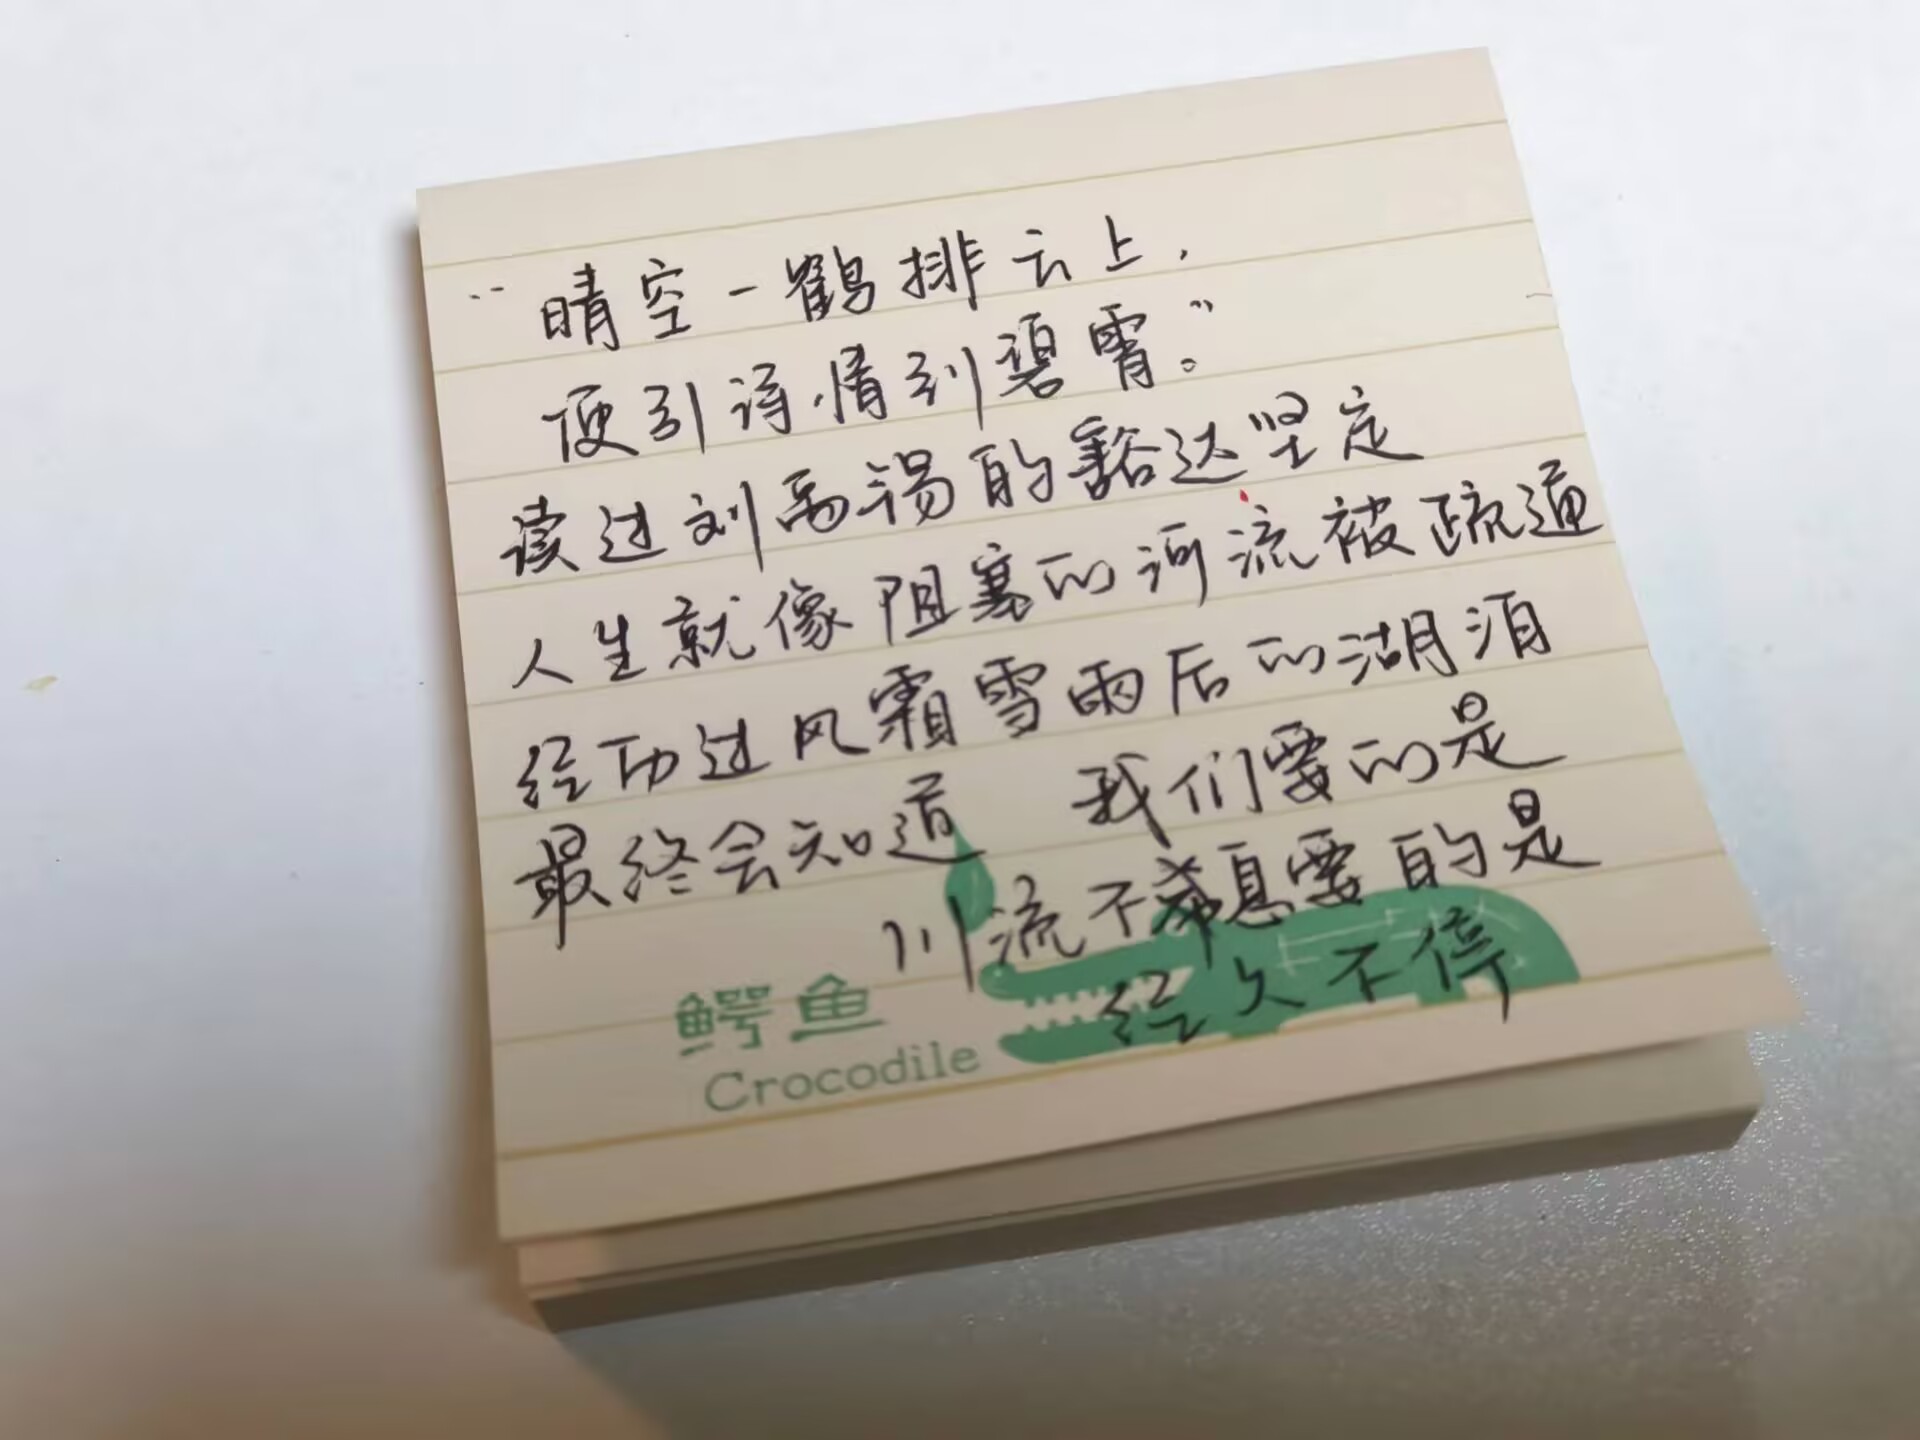 “晴空一鹤排云上，
便引诗情到碧霄。”
读过刘禹锡的豁达坚定
人生就像阻塞的河流被疏通
经历过风霜雪雨后的湖泊
最终会知道 我们要的是
川流不息要的是
经久不停
鳄鱼
Crocodile